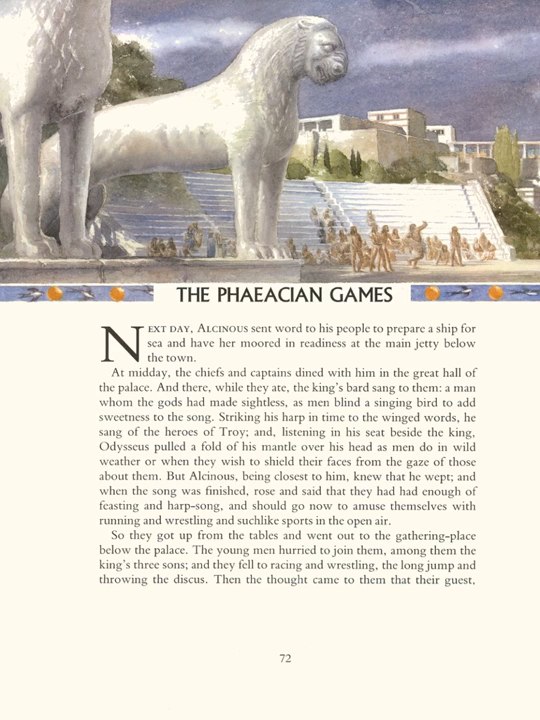 THE PHAEACIAN GAMES
NEXT DAY, ALCINOUS sent word to his people to prepare a ship for
sea and have her moored in readiness at the main jetty below
the town.
At midday, the chiefs and captains dined with him in the great hall of
the palace. And there, while they ate, the king's bard sang to them: a man
whom the gods had made sightless, as men blind a singing bird to add
sweetness to the song. Striking his harp in time to the winged words, he
sang of the heroes of Troy; and, listening in his seat beside the king,
Odysseus pulled a fold of his mantle over his head as men do in wild
weather or when they wish to shield their faces from the gaze of those
about them. But Alcinous, being closest to him, knew that he wept; and
when the song was finished, rose and said that they had had enough of
feasting and harp-song, and should go now to amuse themselves with
running and wrestling and suchlike sports in the open air.
So they got up from the tables and went out to the gathering-place
below the palace. The young men hurried to join them, among them the
king's three sons; and they fell to racing and wrestling, the long jump and
throwing the discus. Then the thought came to them that their guest,
72